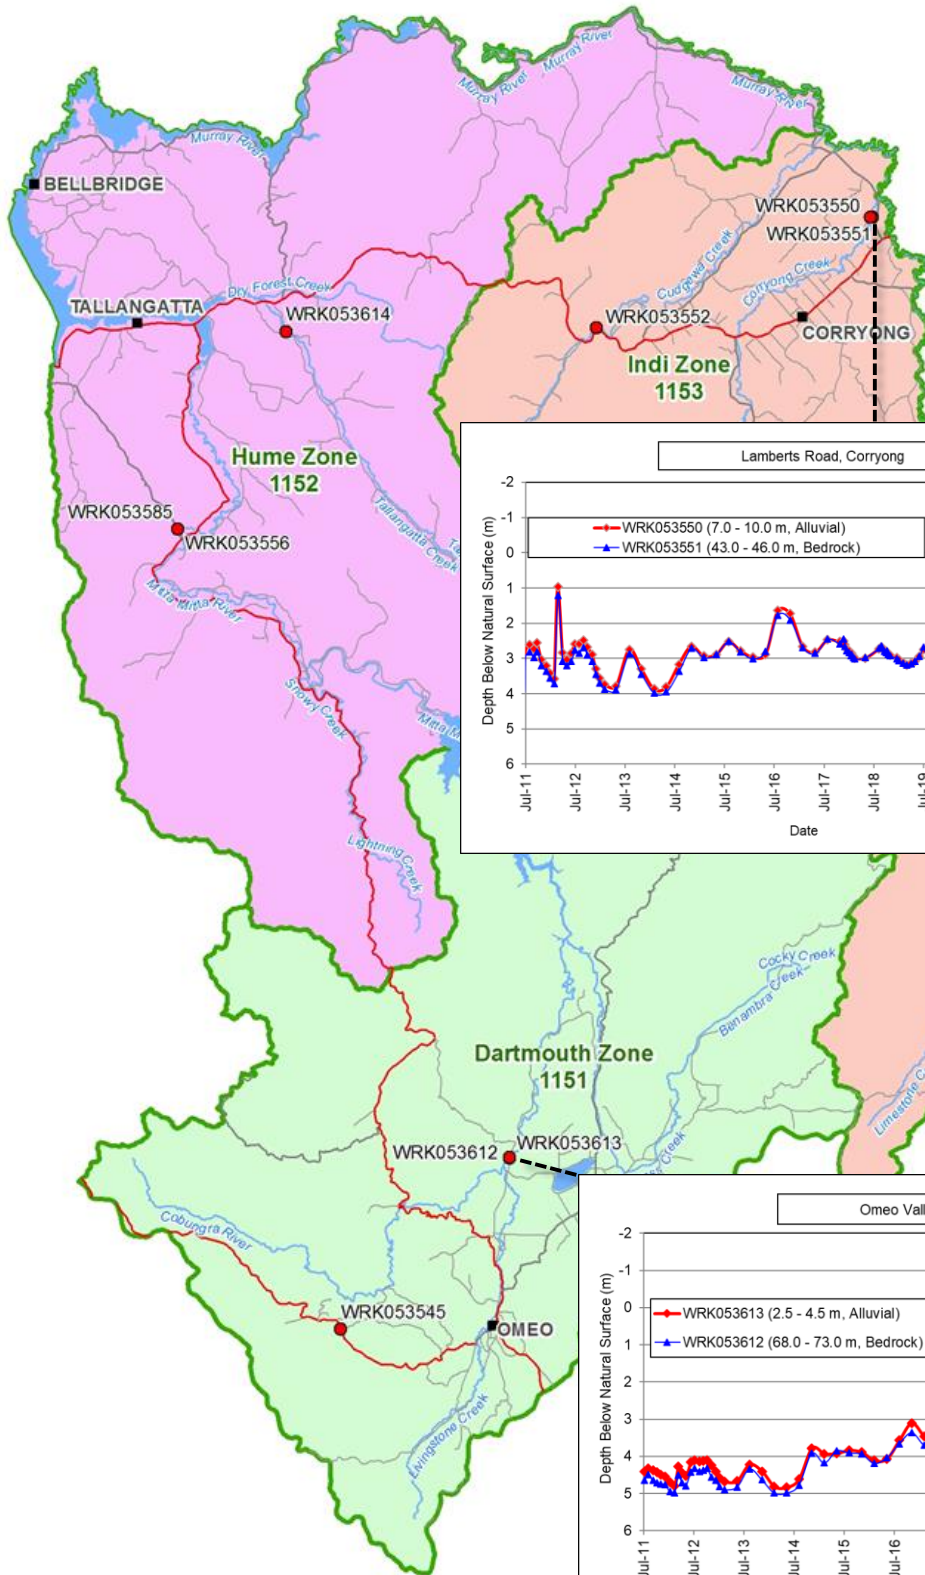 Murray River
Murray River
Murray River
Murray River
BELLBRIDGE
WRK053550
WRK053551
Cudgewa Creek
Corryong Creek
Dry Forest Creek
TALLANGATTA
WRK053614
WRK053552
CORRYONG
Indi Zone
1153
Hume Zone
1152
WRK053585
WRK053556
Tallangatta Creek
Ta
Mitta Mitta River
Snowy Creek
Mitta M
Lightning Creek
Lamberts Road, Corryong
Depth Below Natural Surface (m)
-2
-1
0
1
2
3
4
5
6
WRK053550 (7.0 - 10.0 m, Alluvial)
WRK053551 (43.0 - 46.0 m, Bedrock)
Jul-11
Jul-12
Jul-13
Jul-14
Jul-15
Jul-16
Jul-17
Jul-18
Jul-19
Date
Cocky Creek
Benambra Creek
Dartmouth Zone
1151
Limestone C
WRK053612
WRK053613
Creek
Cobungra River
WRK053545
OMEO
Livingstone Creek
Omeo Vall
Depth Below Natural Surface (m)
-2
-1
0
1
2
3
4
5
6
WRK053613 (2.5 - 4.5 m, Alluvial)
WRK053612 (68.0 - 73.0 m, Bedrock)
Jul-11
Jul-12
Jul-13
Jul-14
Jul-15
Jul-16